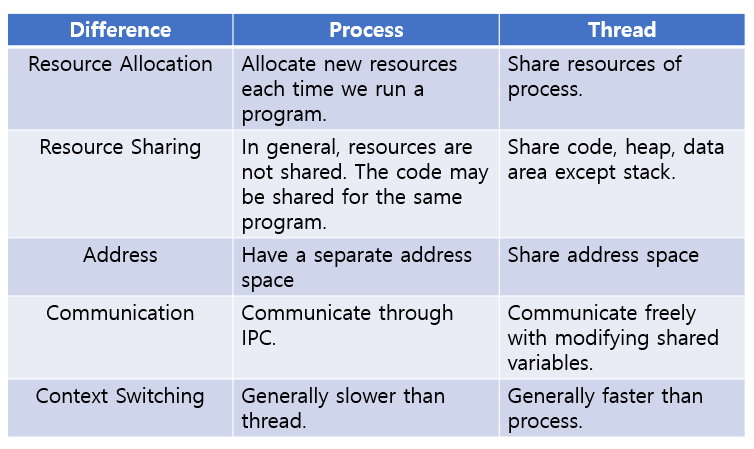 Difference Process Thread
Resource Allocation
Allocate new resources
each time we run a
program.
Share resources of
process.
Resource Sharing
In general, resources are
not shared. The code may
be shared for the same
program.
Share code, heap, data
area except stack.
Address
Have a separate address
space
Share address space
Communication
Communicate through
IPC.
Communicate freely
with modifying shared
variables.
Context Switching
Generally slower than
thread.
Generally faster than
process.